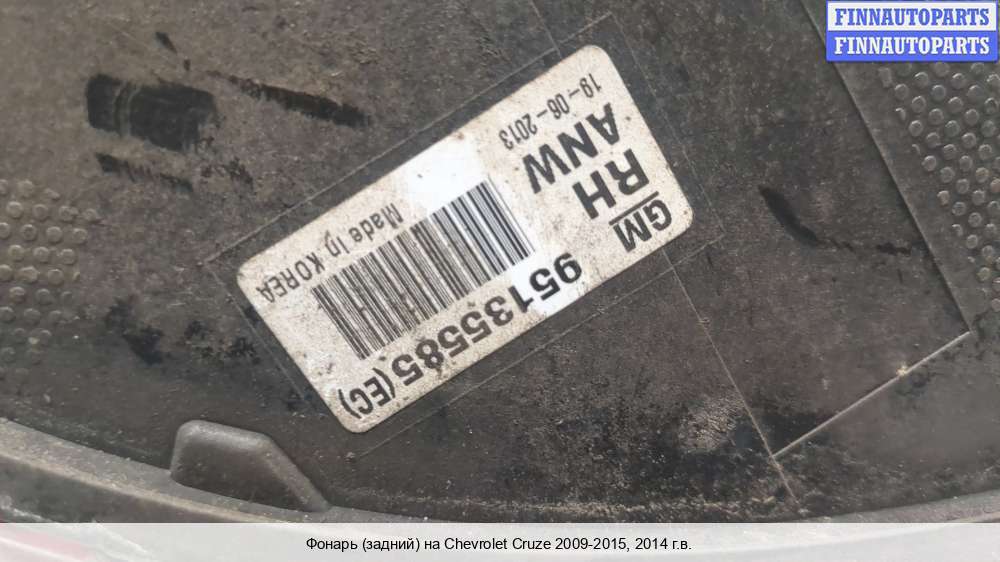 FINNAUTOPARTS
FINNAUTOPARTS
GM
95135585(EC)
RH
ANW
19-06-2013
Made in KOREA
Фонарь (задний) на Chevrolet Cruze 2009-2015, 2014 г.в.